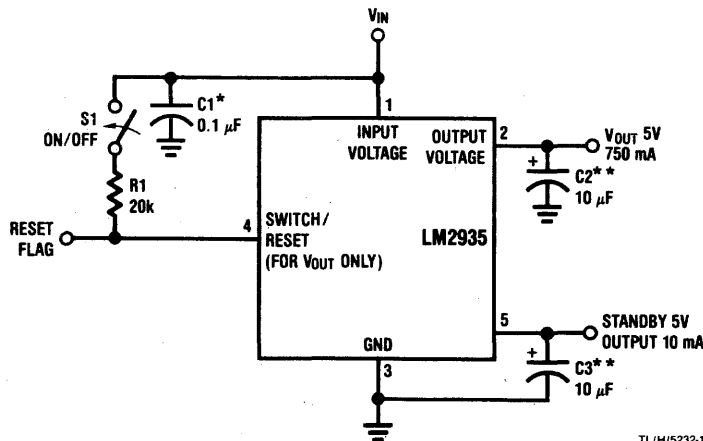 VIN
S1
ON/OFF
C1*
0.1 µF
R1
20k
RESET
FLAG
1
INPUT
VOLTAGE
OUTPUT
VOLTAGE
2
VOUT 5V
750 mA
+
C2**
10 µF
4
SWITCH/
RESET
(FOR VOUT ONLY)
LM2935
5
STANDBY 5V
OUTPUT 10 mA
+
C3**
10 µF
GND
3
TL/H/5232-1